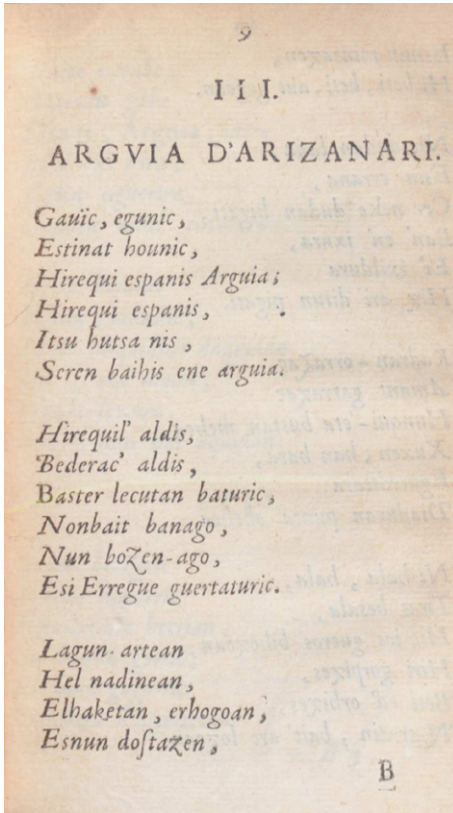 9
III.
ARGVIA D'ARIZANARI.
Gauïc, egunic,
Estinat hounic,
Hirequi espanis Arguia;
Hirequi espanis,
Itsu hutsa nis,
Seren baihis ene arguia.
Hirequil' aldis,
Bederac' aldis,
Baster lecutan baturic,
Nonbait banago,
Nun bozen-ago,
Esi Erregue guertaturic.
Lagun-artean
Hel nadinean,
Elhaketan, erhogoan,
Esnun doſtazen,
B